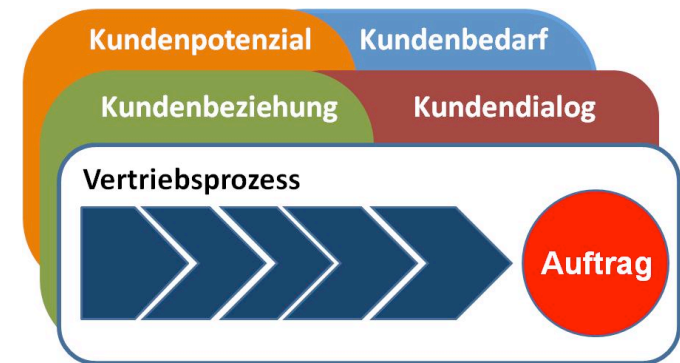 Kundenpotenzial
Kundenbedarf
Kundenbeziehung
Kundendialog
Vertriebsprozess
Auftrag